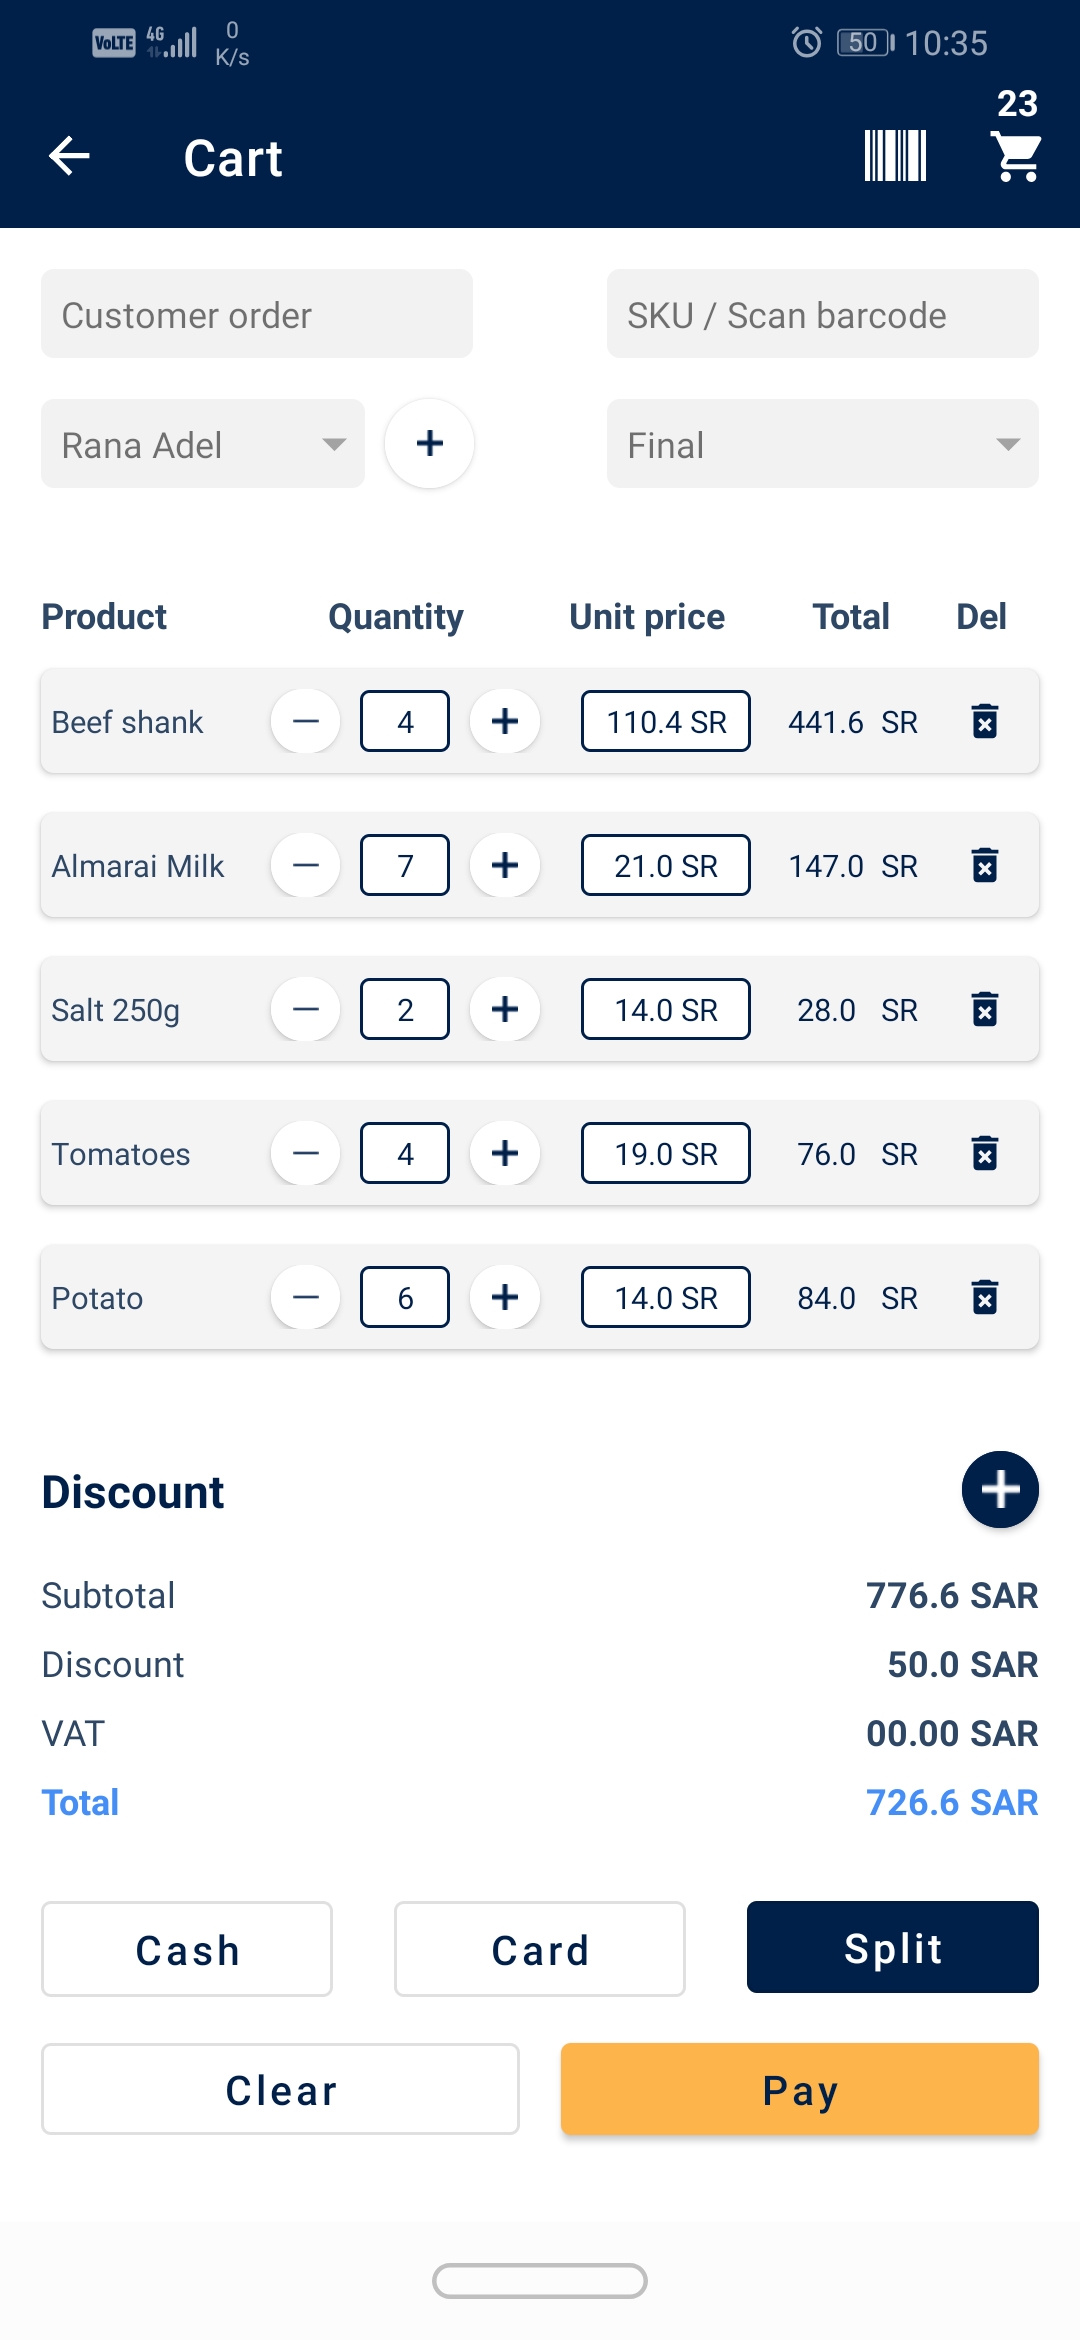 VoLTE 4G 0 K/s 50 10:35
23
Cart
Customer order SKU / Scan barcode
Rana Adel + Final
Product Quantity Unit price Total Del
Beef shank — 4 + 110.4 SR 441.6 SR
Almarai Milk — 7 + 21.0 SR 147.0 SR
Salt 250g — 2 + 14.0 SR 28.0 SR
Tomatoes — 4 + 19.0 SR 76.0 SR
Potato — 6 + 14.0 SR 84.0 SR
Discount +
Subtotal 776.6 SAR
Discount 50.0 SAR
VAT 00.00 SAR
Total 726.6 SAR
Cash Card Split
Clear Pay